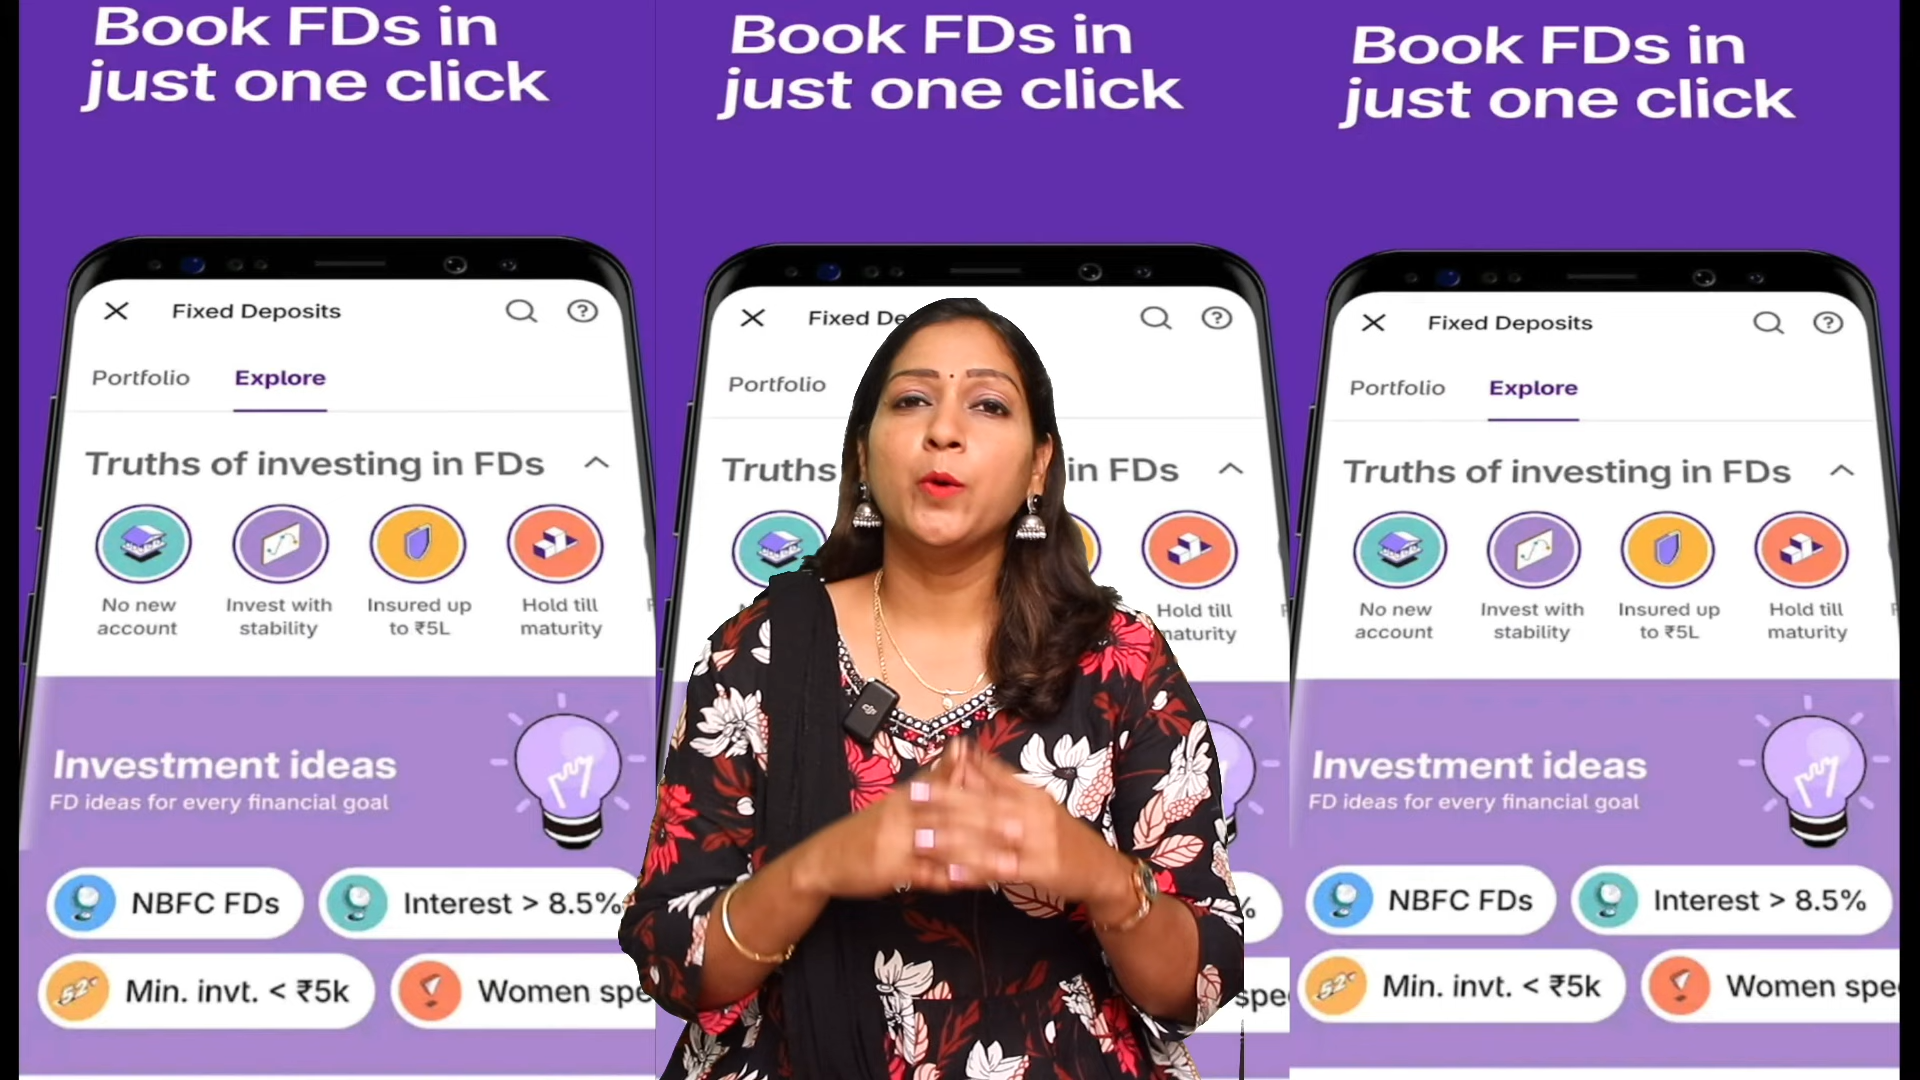 Book FDs in
just one click
Fixed Deposits
Portfolio Explore
Truths of investing in FDs
No new
account
Invest with
stability
Insured up
to ₹5L
Hold till
maturity
Investment ideas
FD ideas for every financial goal
NBFC FDs
Interest > 8.5%
Min. invt. < ₹5k
Women spe
Book FDs in
just one click
Fixed De
Portfolio
Truths in FDs
Hold till
maturity
%
spe
Book FDs in
just one click
Fixed Deposits
Portfolio Explore
Truths of investing in FDs
No new
account
Invest with
stability
Insured up
to ₹5L
Hold till
maturity
Investment ideas
FD ideas for every financial goal
NBFC FDs
Interest > 8.5%
Min. invt. < ₹5k
Women spe